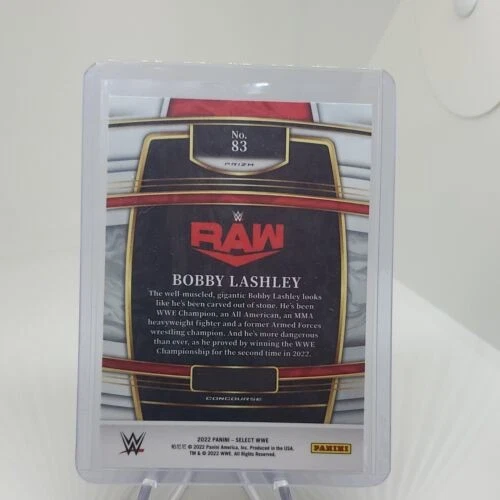 No.
83
PRIZM
W
RAW
BOBBY LASHLEY
The well-muscled, gigantic Bobby Lashley looks
like he's been carved out of stone. He's been
WWE Champion, an All American, an MMA
heavyweight fighter and a former Armed Forces
wrestling champion. And he's more dangerous
than ever, as he proved by winning the WWE
Championship for the second time in 2022.
CONCOURSE
2022 PANINI – SELECT WWE
帕尼尼 © 2022 Panini America, Inc. Produced in the USA.
TM & © 2022 WWE. All Rights Reserved.
W
PANINI